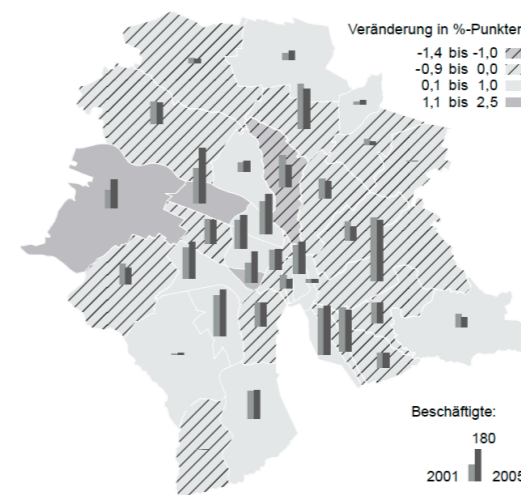 Veränderung in %-Punkten
-1,4 bis -1,0
-0,9 bis 0,0
0,1 bis 1,0
1,1 bis 2,5
Beschäftigte:
180
2001 2005